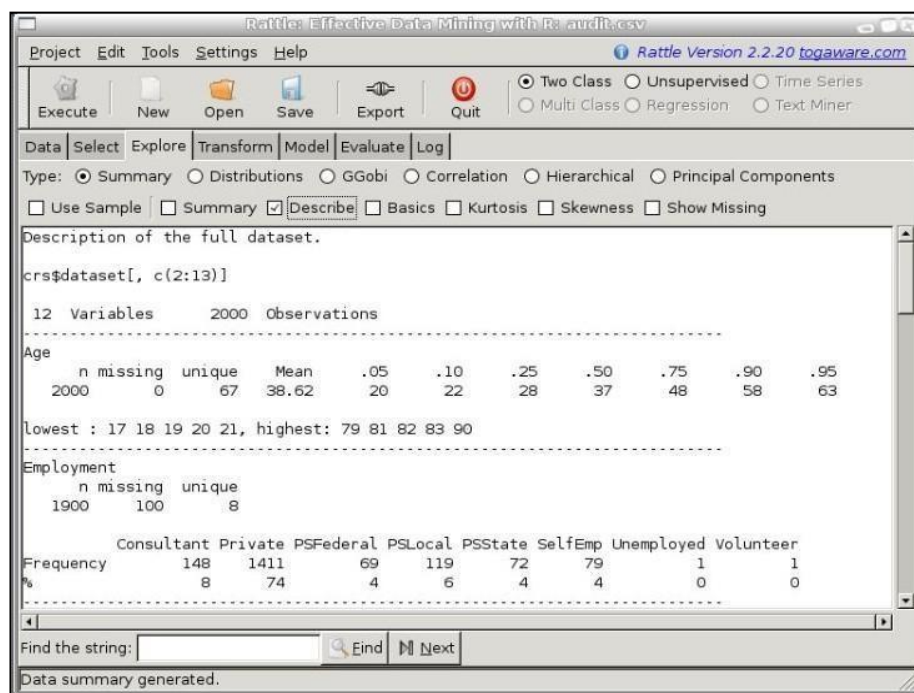 Rattle: Effective Data Mining with R: audit.csv
Project Edit Tools Settings Help Rattle Version 2.2.20 togaware.com
Execute New Open Save Export Quit
Two Class Unsupervised Time Series
Multi Class Regression Text Miner
Data Select Explore Transform Model Evaluate Log
Type: Summary Distributions GGobi Correlation Hierarchical Principal Components
Use Sample Summary Describe Basics Kurtosis Skewness Show Missing
Description of the full dataset.
crs$dataset[, c(2:13)]
12 Variables 2000 Observations
Age
n missing unique Mean .05 .10 .25 .50 .75 .90 .95
2000 0 67 38.62 20 22 28 37 48 58 63
lowest : 17 18 19 20 21, highest: 79 81 82 83 90
Employment
n missing unique
1900 100 8
Consultant Private PSFederal PSLocal PSState SelfEmp Unemployed Volunteer
Frequency 148 1411 69 119 72 79 1 1
% 8 74 4 6 4 4 0 0
Find the string: Find Next
Data summary generated.